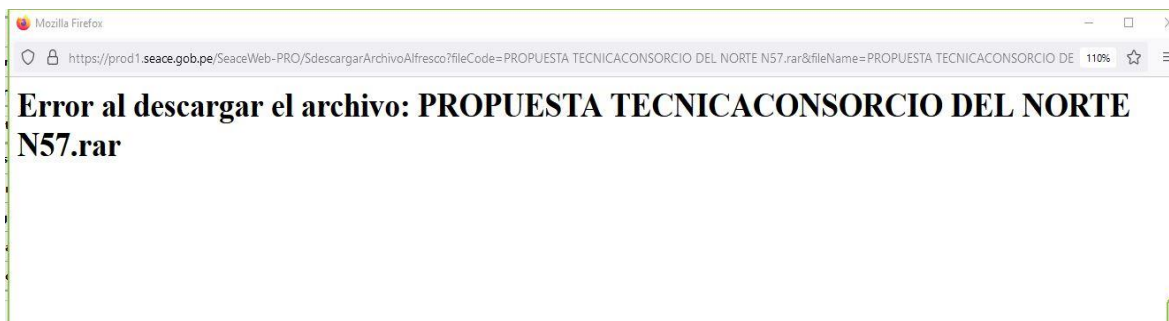 Mozilla Firefox
https://prod1.seace.gob.pe/SeaceWeb-PRO/SdescargarArchivoAlfresco?fileCode=PROPUESTA TECNICACONSORCIO DEL NORTE N57.rar&fileName=PROPUESTA TECNICACONSORCIO DE 110%
Error al descargar el archivo: PROPUESTA TECNICACONSORCIO DEL NORTE
N57.rar